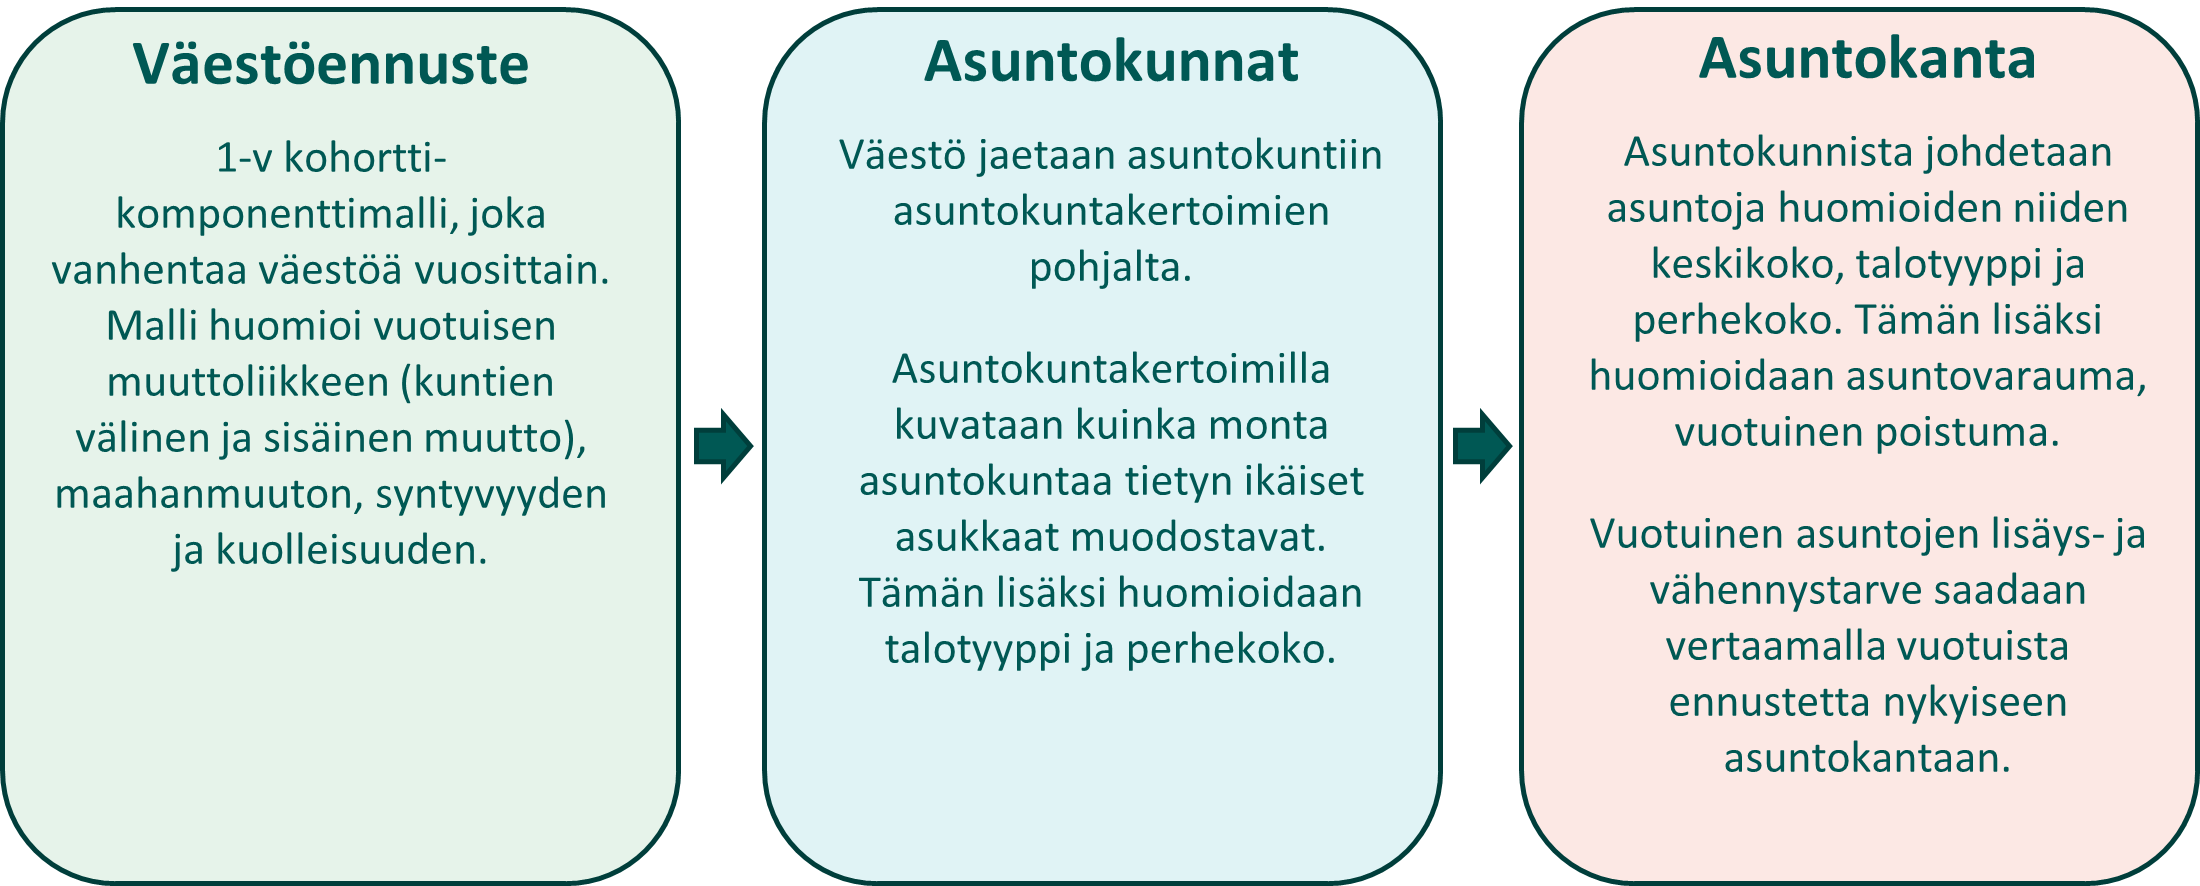 Väestöennuste
1-v kohortti-
komponenttimalli, joka
vanhentaa väestöä vuosittain.
Malli huomioi vuotuisen
muuttoliikkeen (kuntien
välinen ja sisäinen muutto),
maahanmuuton, syntyvyyden
ja kuolleisuuden.
Asuntokunnat
Väestö jaetaan asuntokuntiin
asuntokuntakertoimien
pohjalta.
Asuntokuntakertoimilla
kuvataan kuinka monta
asuntokuntaa tietyn ikäiset
asukkaat muodostavat.
Tämän lisäksi huomioidaan
talotyyppi ja perhekoko.
Asuntokanta
Asuntokunnista johdetaan
asuntoja huomioiden niiden
keskikoko, talotyyppi ja
perhekoko. Tämän lisäksi
huomioidaan asuntovarauma,
vuotuinen poistuma.
Vuotuinen asuntojen lisäys- ja
vähennystarve saadaan
vertaamalla vuotuista
ennustetta nykyiseen
asuntokantaan.